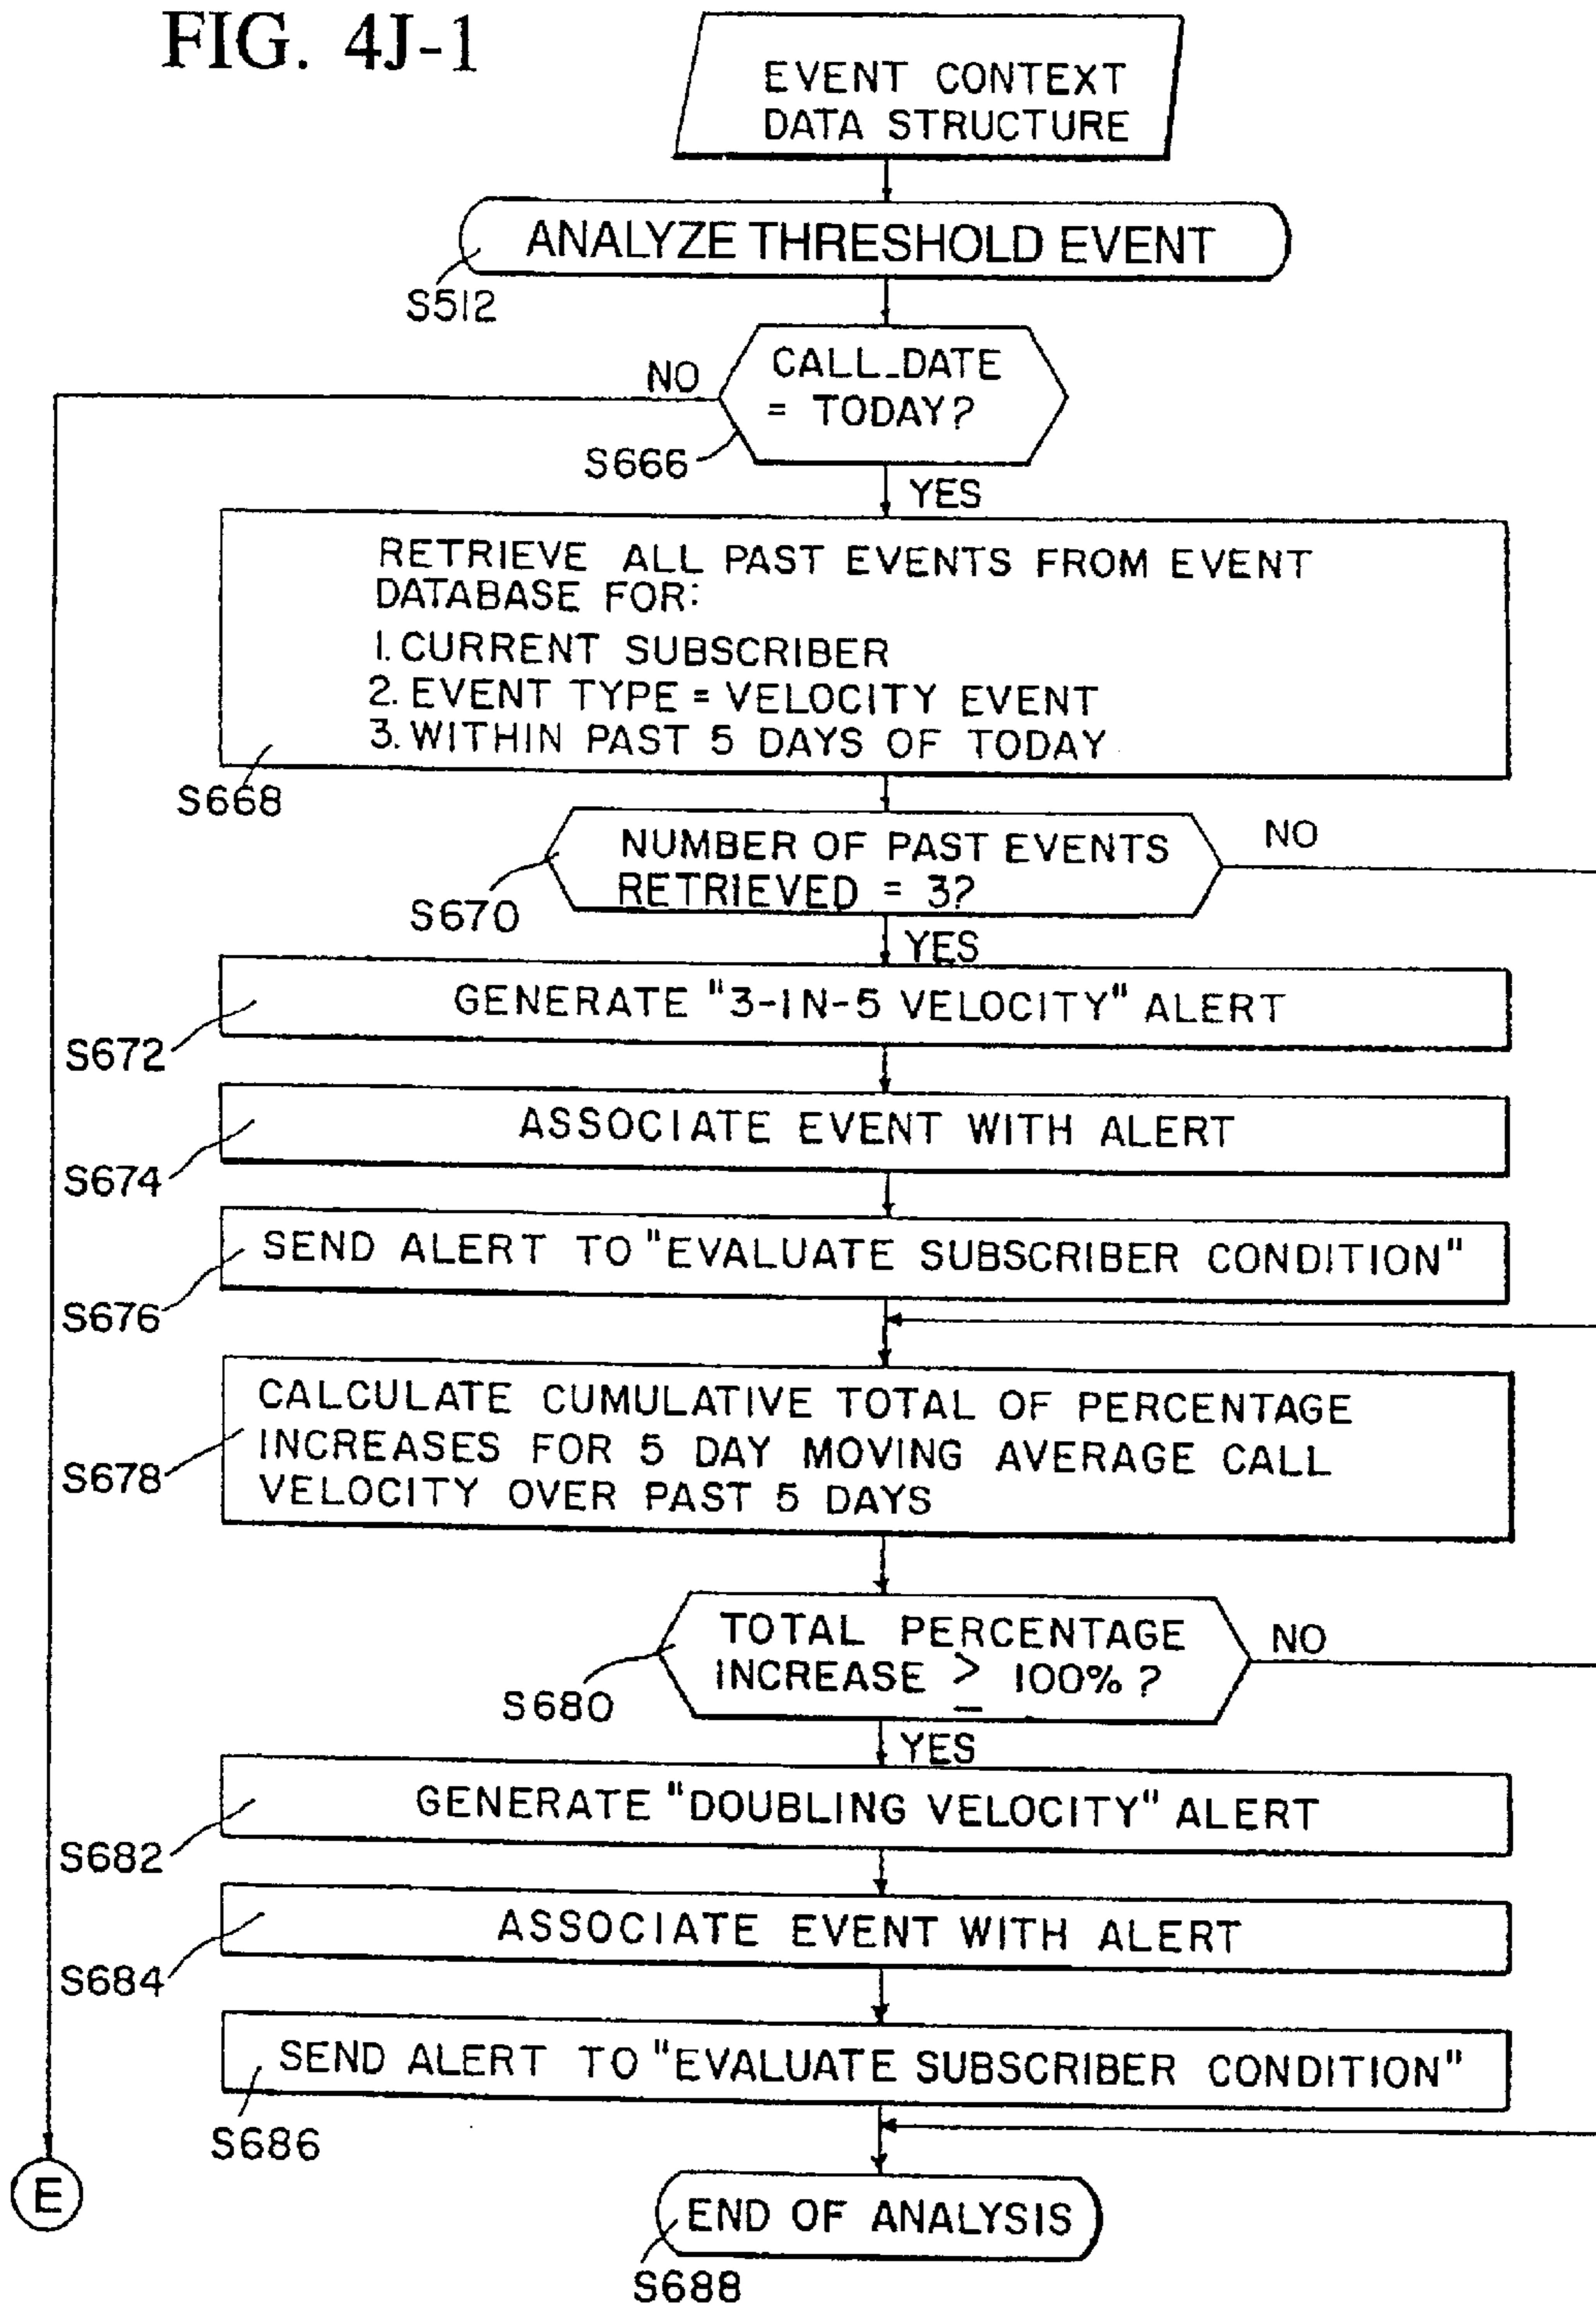 FIG. 4J-1
EVENT CONTEXT
DATA STRUCTURE
ANALYZE THRESHOLD EVENT
S512
NO
CALL_DATE
= TODAY?
S666
YES
RETRIEVE ALL PAST EVENTS FROM EVENT
DATABASE FOR:
1. CURRENT SUBSCRIBER
2. EVENT TYPE = VELOCITY EVENT
3. WITHIN PAST 5 DAYS OF TODAY
S668
NUMBER OF PAST EVENTS
RETRIEVED = 3?
NO
S670
YES
GENERATE "3-IN-5 VELOCITY" ALERT
S672
ASSOCIATE EVENT WITH ALERT
S674
SEND ALERT TO "EVALUATE SUBSCRIBER CONDITION"
S676
CALCULATE CUMULATIVE TOTAL OF PERCENTAGE
INCREASES FOR 5 DAY MOVING AVERAGE CALL
VELOCITY OVER PAST 5 DAYS
S678
TOTAL PERCENTAGE
INCREASE ≥ 100% ?
NO
S680
YES
GENERATE "DOUBLING VELOCITY" ALERT
S682
ASSOCIATE EVENT WITH ALERT
S684
SEND ALERT TO "EVALUATE SUBSCRIBER CONDITION"
S686
E
END OF ANALYSIS
S688